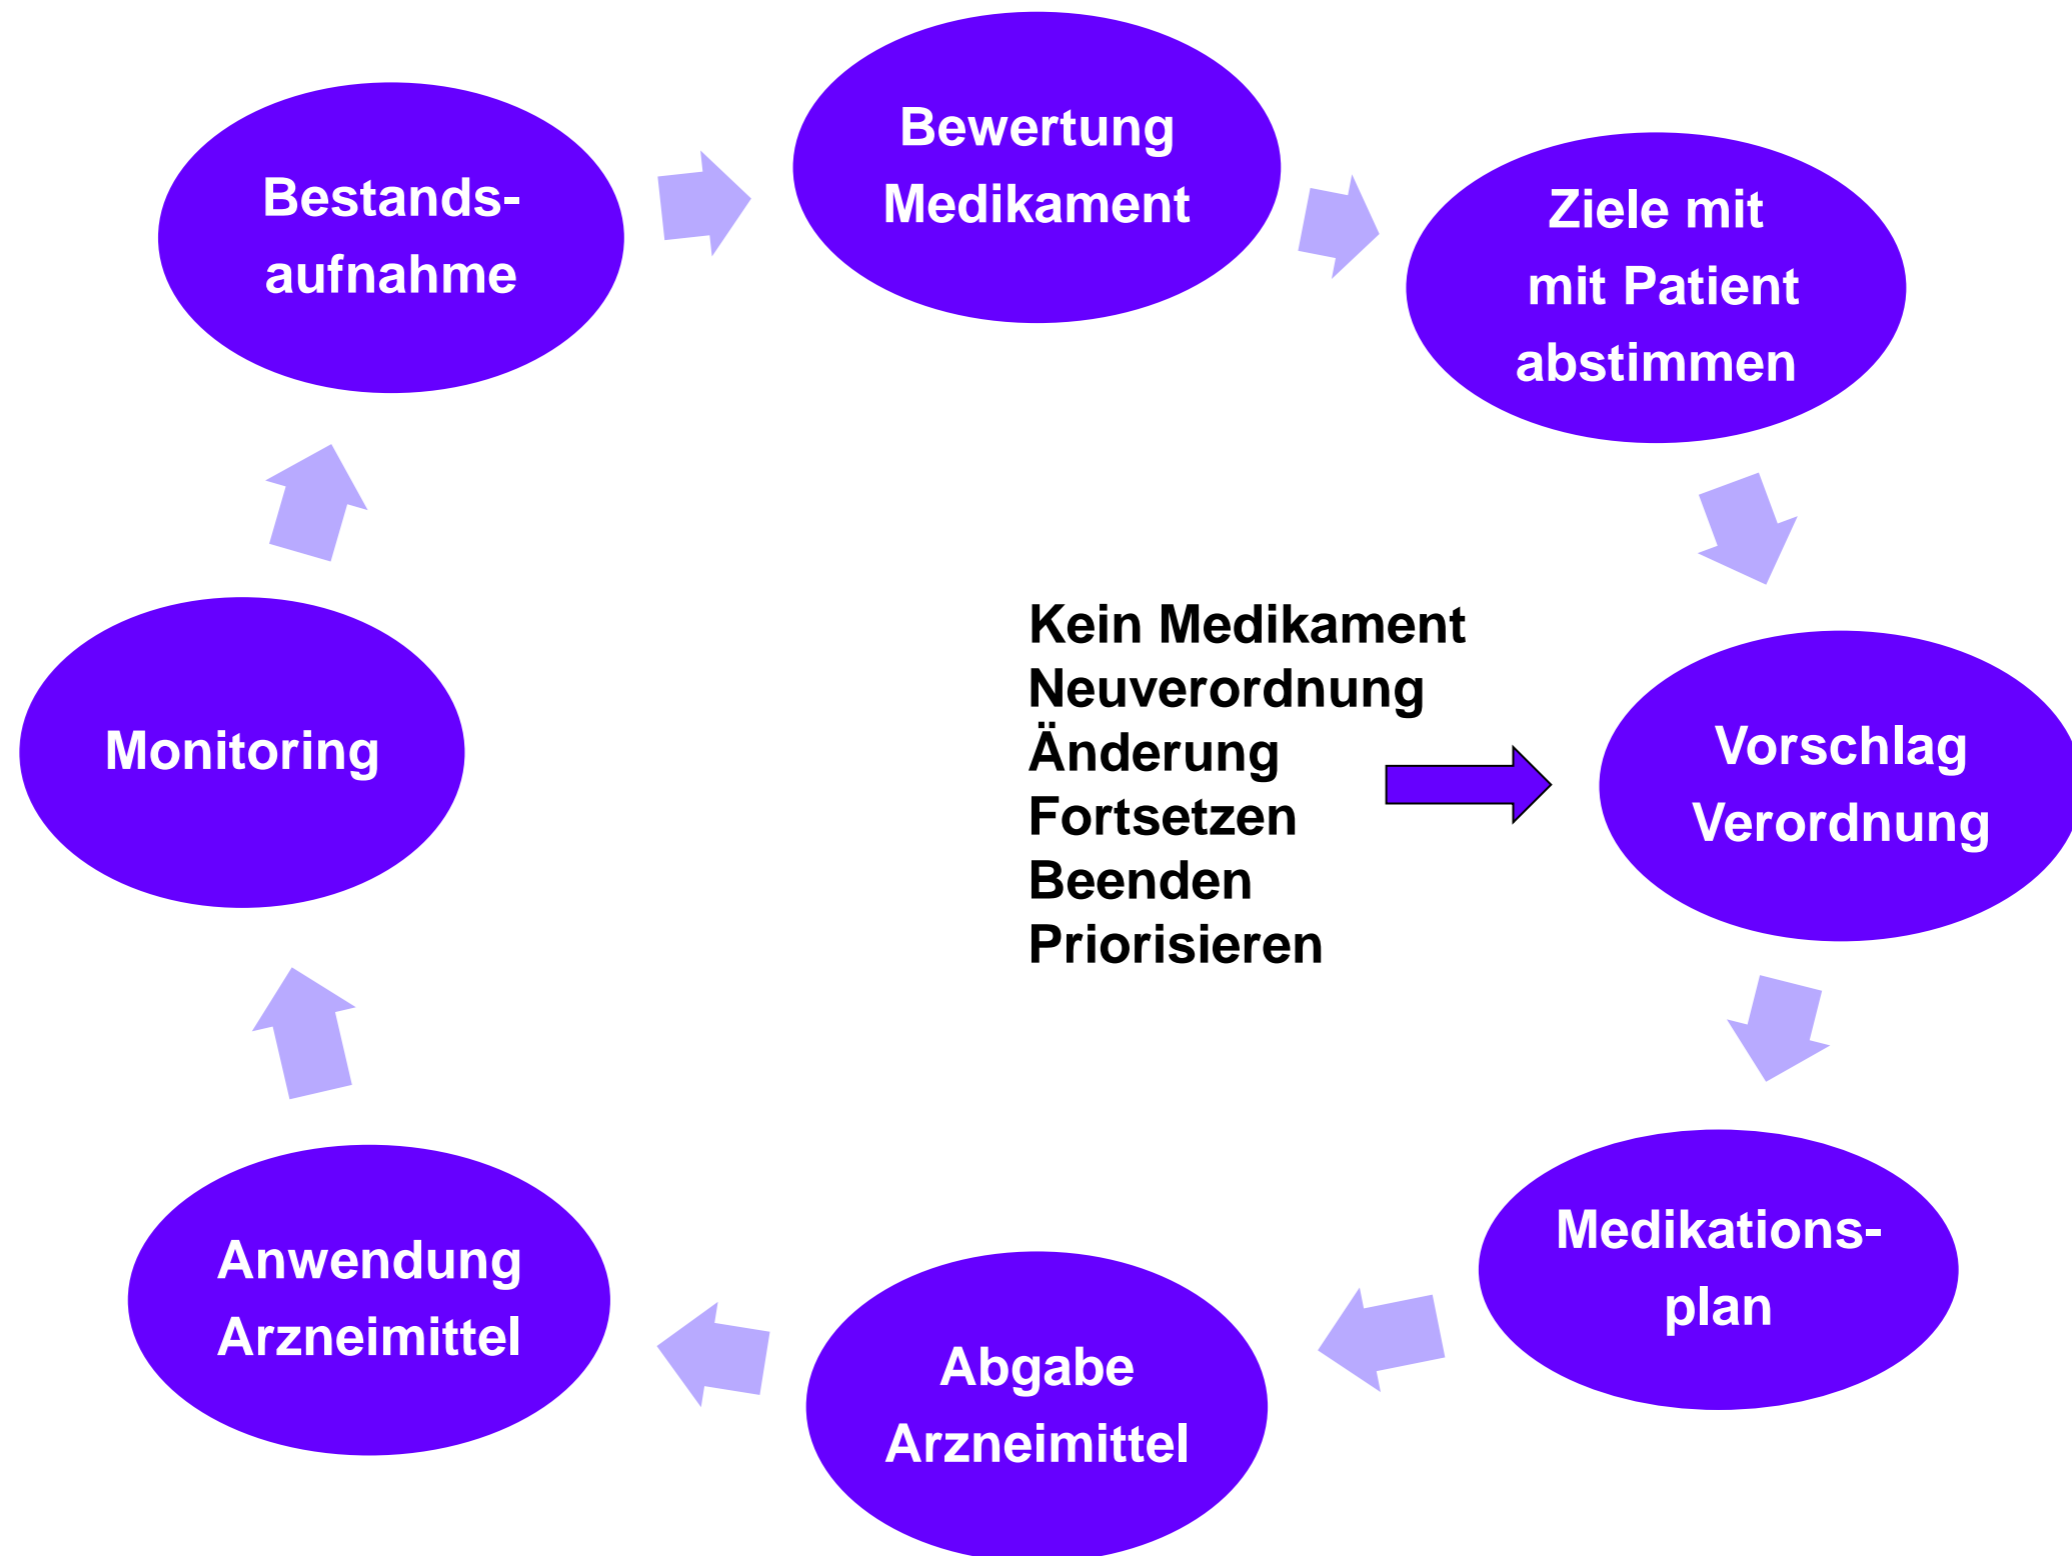 Bestands-
aufnahme
Bewertung
Medikament
Ziele mit
mit Patient
abstimmen
Kein Medikament
Neuverordnung
Änderung
Fortsetzen
Beenden
Priorisieren
Vorschlag
Verordnung
Medikations-
plan
Abgabe
Arzneimittel
Anwendung
Arzneimittel
Monitoring